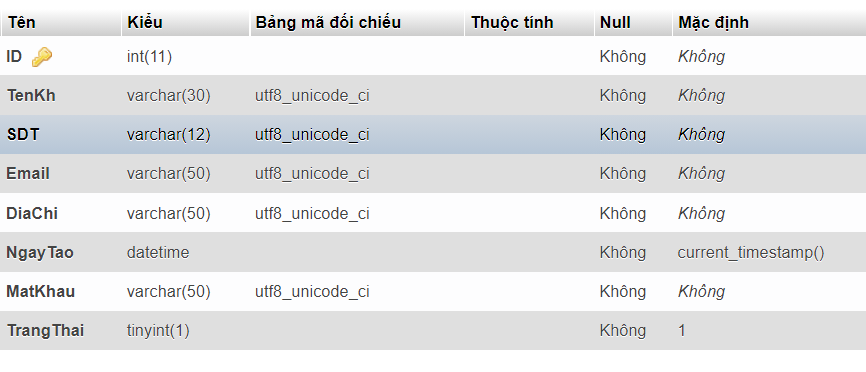 Tên Kiểu Bảng mã đối chiếu Thuộc tính Null Mặc định
ID int(11) Không Không
TenKh varchar(30) utf8_unicode_ci Không Không
SDT varchar(12) utf8_unicode_ci Không Không
Email varchar(50) utf8_unicode_ci Không Không
DiaChi varchar(50) utf8_unicode_ci Không Không
NgayTao datetime Không current_timestamp()
MatKhau varchar(50) utf8_unicode_ci Không Không
TrangThai tinyint(1) Không 1